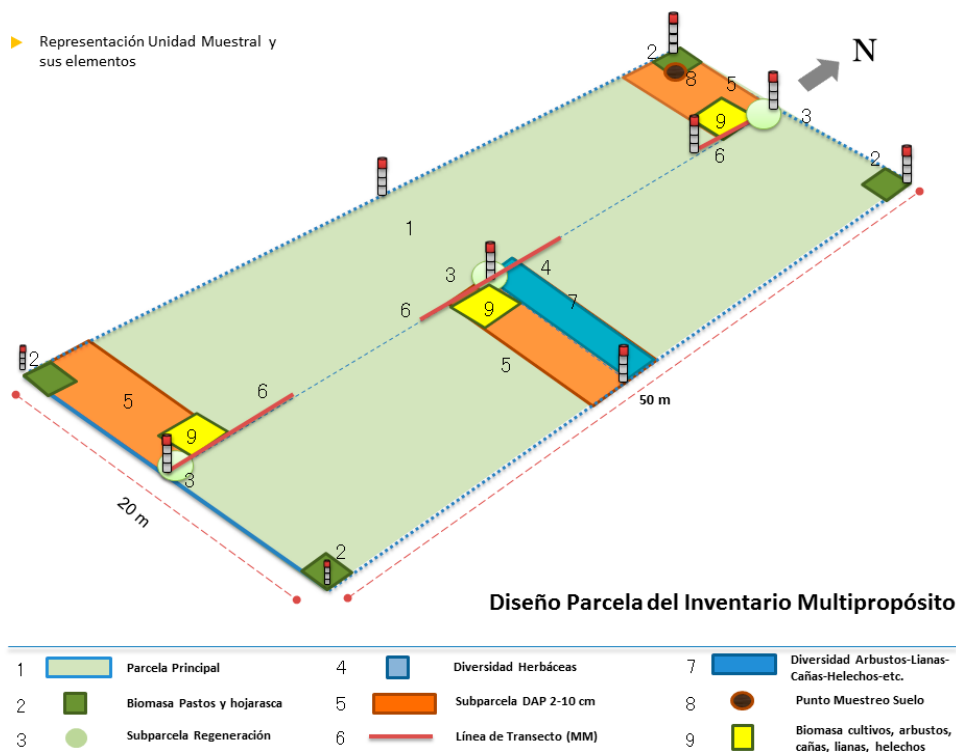 Representación Unidad Muestral y
sus elementos
N
2
8
5
3
9
6
2
1
3
4
6
9
7
5
50 m
2
5
6
9
3
20 m
2
Diseño Parcela del Inventario Multipropósito
1 Parcela Principal
4 Diversidad Herbáceas
7 Diversidad Arbustos-Lianas-
Cañas-Helechos-etc.
2 Biomasa Pastos y hojarasca
5 Subparcela DAP 2-10 cm
8 Punto Muestreo Suelo
3 Subparcela Regeneración
6 Línea de Transecto (MM)
9 Biomasa cultivos, arbustos,
cañas, lianas, helechos